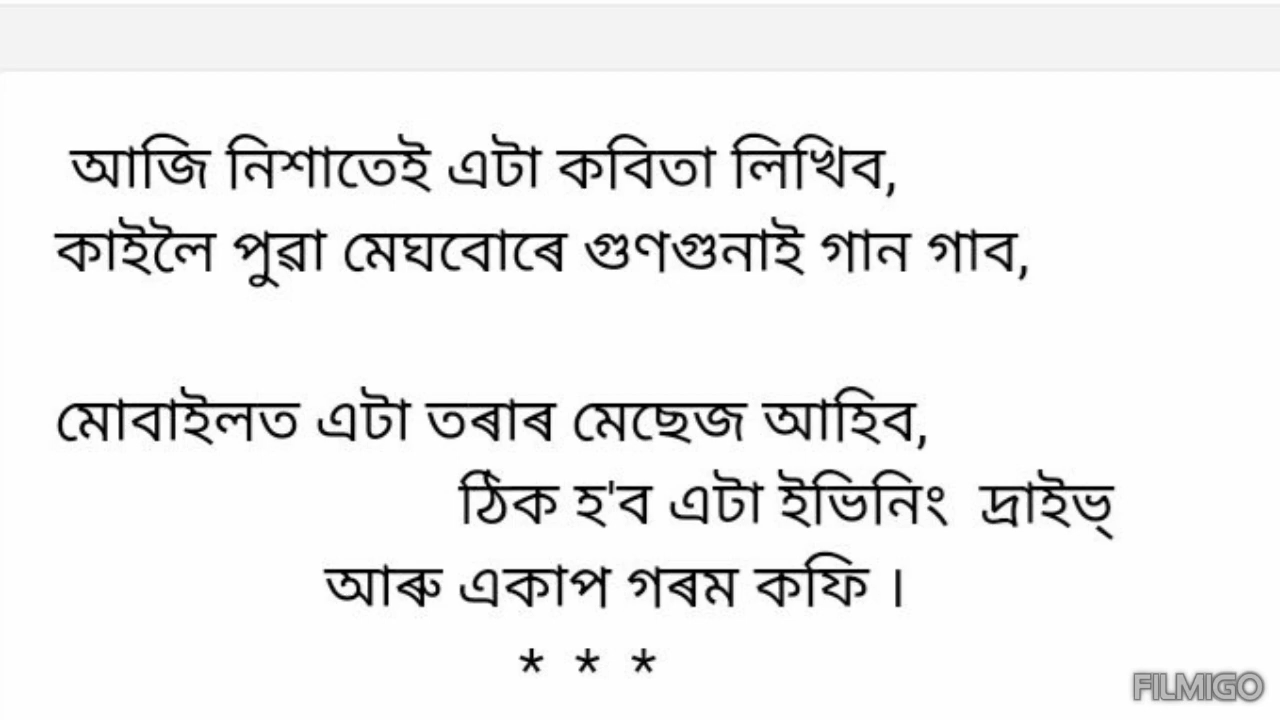 আজি নিশাতেই এটা কবিতা লিখিব,
কাইলৈ পুৱা মেঘবোৰে গুণগুনাই গান গাব,
মোবাইলত এটা তৰাৰ মেছেজ আহিব,
ঠিক হ'ব এটা ইভিনিং দ্ৰাইভ্
আৰু একাপ গৰম কফি ।
* * *
FILMIGO